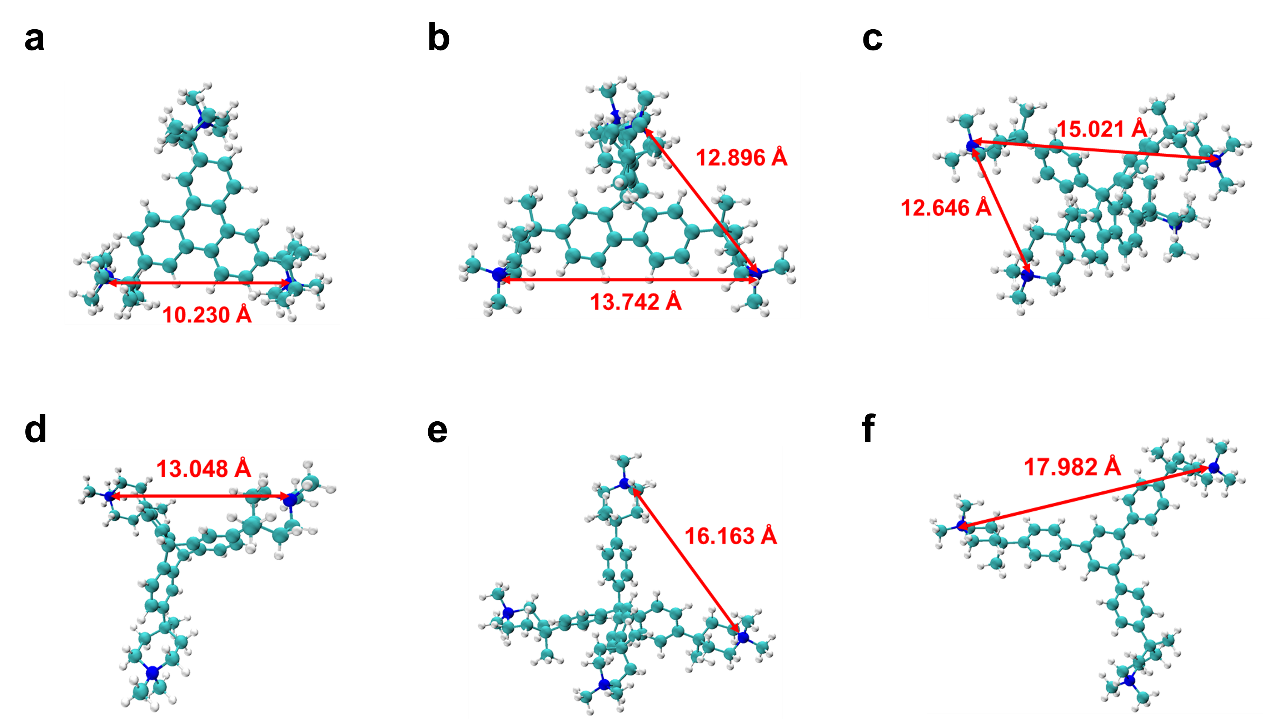 a
b
c
10.230 Å
12.896 Å
13.742 Å
15.021 Å
12.646 Å
d
e
f
13.048 Å
16.163 Å
17.982 Å